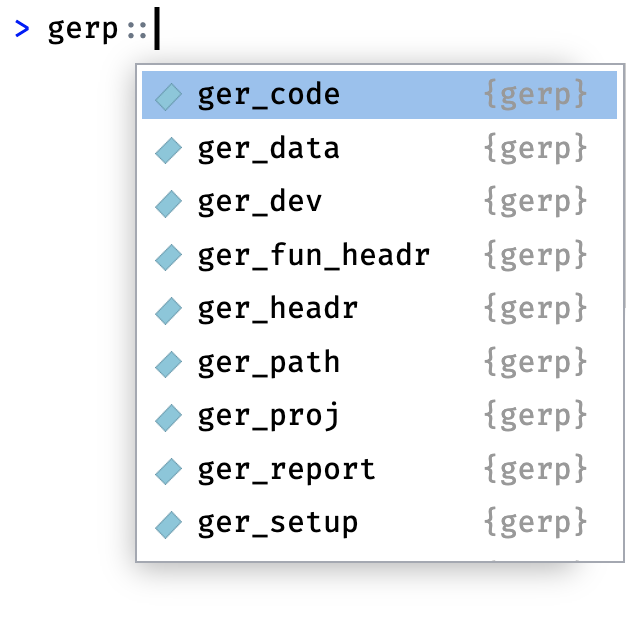 > gerp::
ger_code {gerp}
ger_data {gerp}
ger_dev {gerp}
ger_fun_headr {gerp}
ger_headr {gerp}
ger_path {gerp}
ger_proj {gerp}
ger_report {gerp}
ger_setup {gerp}